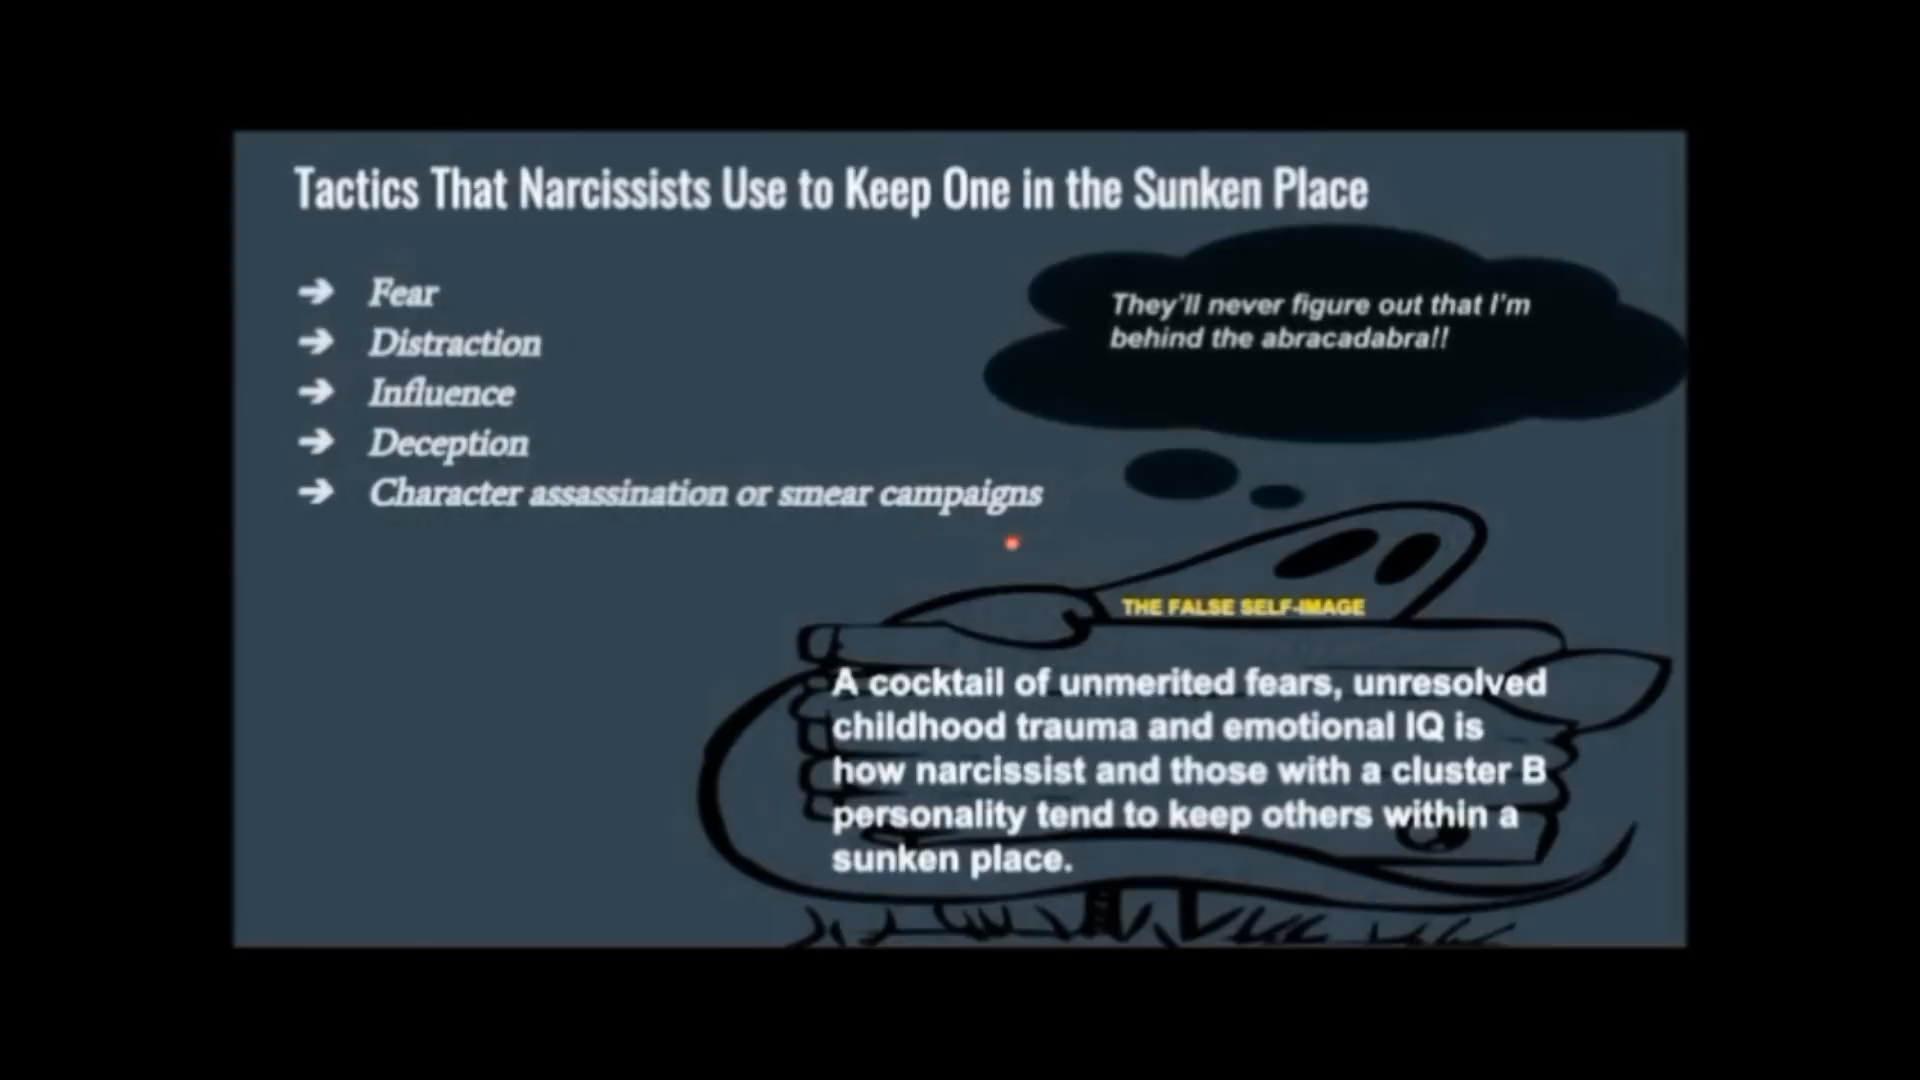 Tactics That Narcissists Use to Keep One in the Sunken Place
➔ Fear
➔ Distraction
➔ Influence
➔ Deception
➔ Character assassination or smear campaigns
They'll never figure out that I'm
behind the abracadabra!!
THE FALSE SELF-IMAGE
A cocktail of unmerited fears, unresolved
childhood trauma and emotional IQ is
how narcissist and those with a cluster B
personality tend to keep others within a
sunken place.